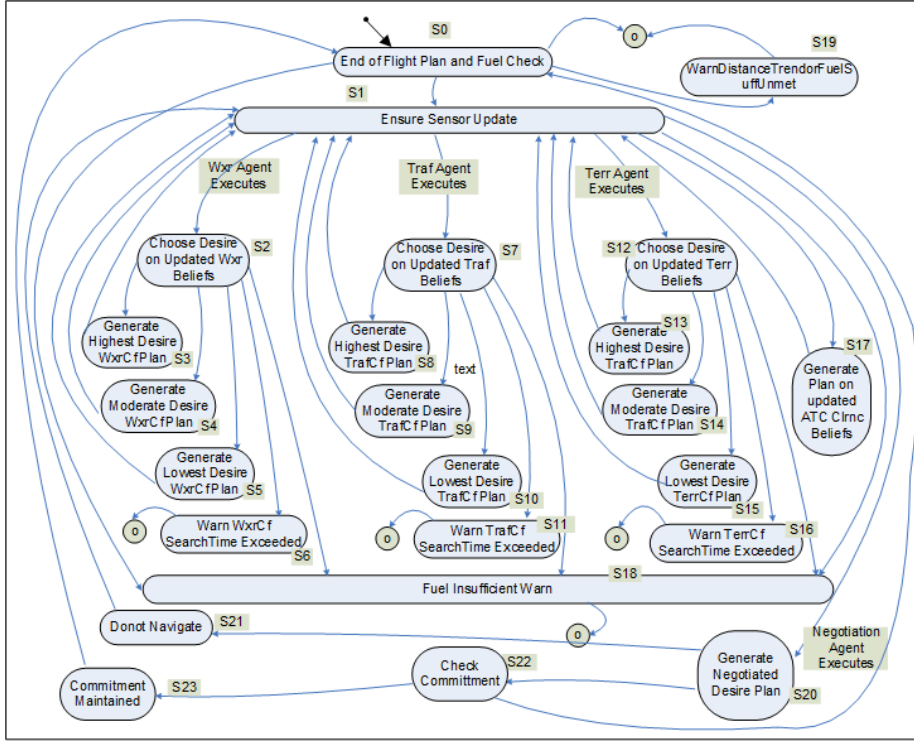 S0
o
S19
End of Flight Plan and Fuel Check
WarnDistanceTrendorFuelS
uffUnmet
S1
Ensure Sensor Update
Wxr Agent
Executes
Traf Agent
Executes
Terr Agent
Executes
Choose Desire
on Updated Wxr
Beliefs
S2
Choose Desire
on Updated Traf
Beliefs
S7
S12
Choose Desire
on Updated Terr
Beliefs
Generate
Highest Desire
WxrCfPlan
S3
Generate
Highest Desire
TrafCfPlan
S8
S13
Generate
Highest Desire
TrafCfPlan
S17
Generate
Plan on
updated
ATC Clrnc
Beliefs
text
Generate
Moderate Desire
WxrCfPlan
S4
Generate
Moderate Desire
TrafCfPlan
S9
Generate
Moderate Desire
TrafCfPlan
S14
Generate
Lowest Desire
WxrCfPlan
S5
Generate
Lowest Desire
TrafCfPlan
S10
Generate
Lowest Desire
TerrCfPlan
S15
o
Warn WxrCf
SearchTime Exceeded
S6
o
Warn TrafCf
SearchTime Exceeded
S11
o
Warn TerrCf
SearchTime Exceeded
S16
S18
Fuel Insufficient Warn
Donot Navigate
S21
o
Negotiation
Agent
Executes
Generate
Negotiated
Desire Plan
S20
S22
Check
Committment
Commitment
Maintained
S23